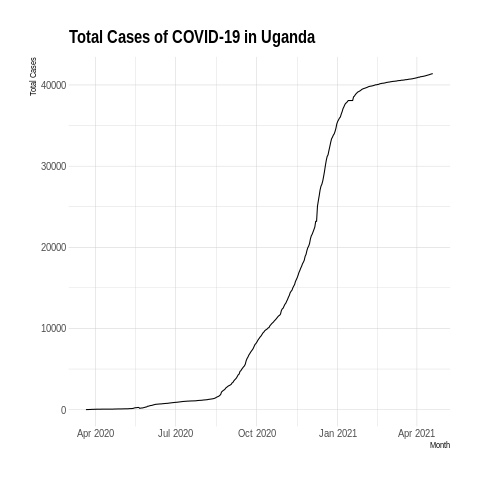 Total Cases of COVID-19 in Uganda
Total Cases
40000
30000
20000
10000
0
Apr 2020 Jul 2020 Oct 2020 Jan 2021 Apr 2021
Month